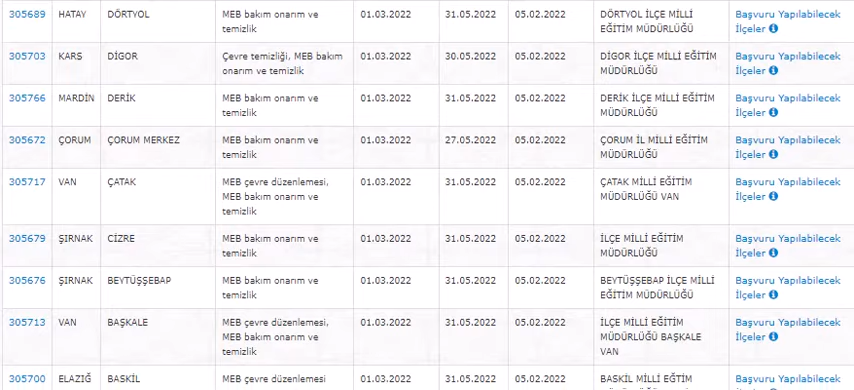 305689 HATAY DÖRTYOL MEB bakım onarım ve 01.03.2022 31.05.2022 05.02.2022 DÖRTYOL İLÇE MİLLİ Başvuru Yapılabilecek
temizlik EĞİTİM MÜDÜRLÜĞÜ İlçeler
305703 KARS DİGOR Çevre temizliği, MEB bakım 01.03.2022 30.05.2022 05.02.2022 DİGOR İLÇE MİLLİ EĞİTİM Başvuru Yapılabilecek
onarım ve temizlik MÜDÜRLÜĞÜ İlçeler
305766 MARDİN DERİK MEB bakım onarım ve 01.03.2022 31.05.2022 05.02.2022 DERİK İLÇE MİLLİ EĞİTİM Başvuru Yapılabilecek
temizlik MÜDÜRLÜĞÜ İlçeler
305672 ÇORUM ÇORUM MERKEZ MEB bakım onarım ve 01.03.2022 27.05.2022 05.02.2022 ÇORUM İL MİLLİ EĞİTİM Başvuru Yapılabilecek
temizlik MÜDÜRLÜĞÜ İlçeler
305717 VAN ÇATAK MEB çevre düzenlemesi, 01.03.2022 31.05.2022 05.02.2022 ÇATAK MİLLİ EĞİTİM Başvuru Yapılabilecek
MEB bakım onarım ve MÜDÜRLÜĞÜ VAN İlçeler
temizlik
305679 ŞIRNAK CİZRE MEB bakım onarım ve 01.03.2022 31.05.2022 05.02.2022 İLÇE MİLLİ EĞİTİM Başvuru Yapılabilecek
temizlik MÜDÜRLÜĞÜ İlçeler
305676 ŞIRNAK BEYTÜŞŞEBAP MEB bakım onarım ve 01.03.2022 31.05.2022 05.02.2022 BEYTÜŞŞEBAP İLÇE MİLLİ Başvuru Yapılabilecek
temizlik EĞİTİM MÜDÜRLÜĞÜ İlçeler
305713 VAN BAŞKALE MEB çevre düzenlemesi, 01.03.2022 31.05.2022 05.02.2022 İLÇE MİLLİ EĞİTİM Başvuru Yapılabilecek
MEB bakım onarım ve MÜDÜRLÜĞÜ BAŞKALE İlçeler
temizlik VAN
305700 ELAZIĞ BASKİL MEB çevre düzenlemesi 01.03.2022 31.05.2022 05.02.2022 BASKİL MİLLİ EĞİTİM Başvuru Yapılabilecek